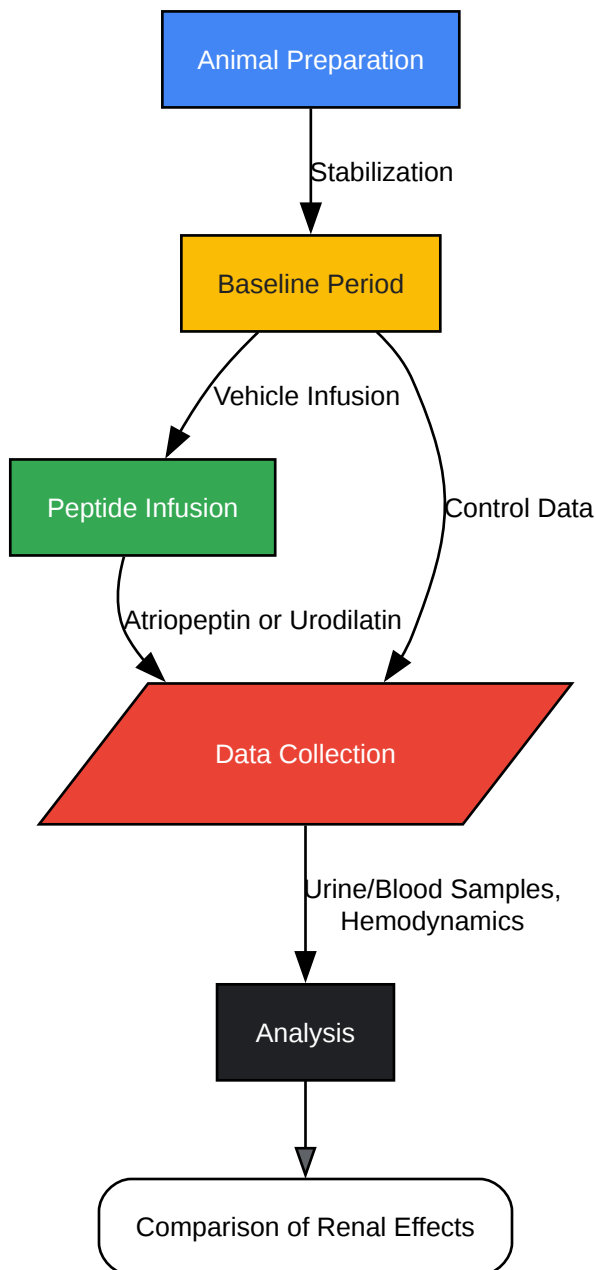 Animal Preparation
Stabilization
Baseline Period
Vehicle Infusion
Peptide Infusion
Control Data
Atriopeptin or Urodilatin
Data Collection
Urine/Blood Samples,
Hemodynamics
Analysis
Comparison of Renal Effects